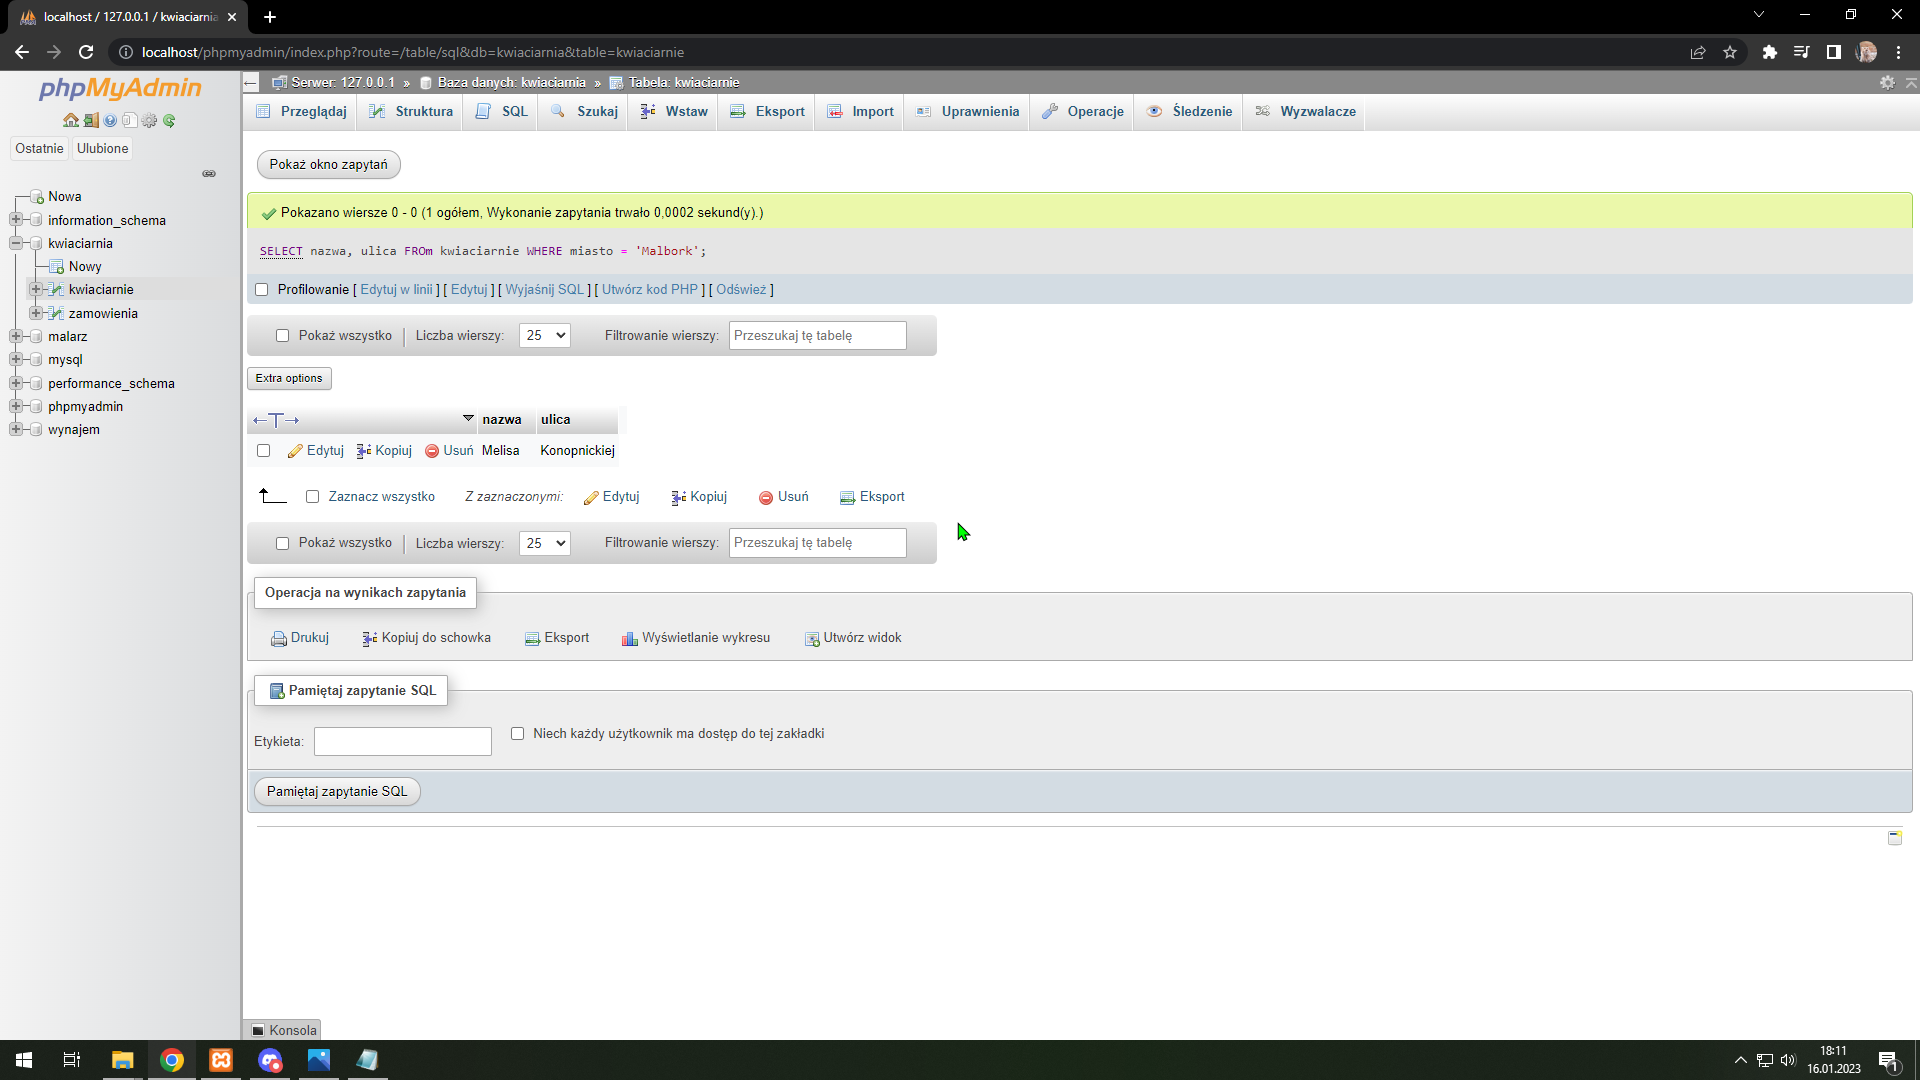 localhost / 127.0.0.1 / kwiaciarnia
localhost/phpmyadmin/index.php?route=/table/sql&db=kwiaciarnia&table=kwiaciarnie
phpMyAdmin
Ostatnie Ulubione
Nowa
information_schema
kwiaciarnia
Nowy
kwiaciarnie
zamowienia
malarz
mysql
performance_schema
phpmyadmin
wynajem
Serwer: 127.0.0.1 » Baza danych: kwiaciarnia » Tabela: kwiaciarnie
Przeglądaj Struktura SQL Szukaj Wstaw Eksport Import Uprawnienia Operacje Śledzenie Wyzwalacze
Pokaż okno zapytań
Pokazano wiersze 0 - 0 (1 ogółem, Wykonanie zapytania trwało 0,0002 sekund(y).)
SELECT nazwa, ulica FROm kwiaciarnie WHERE miasto = 'Malbork';
Profilowanie [ Edytuj w linii ] [ Edytuj ] [ Wyjaśnij SQL ] [ Utwórz kod PHP ] [ Odśwież ]
Pokaż wszystko Liczba wierszy: 25 Filtrowanie wierszy: Przeszukaj tę tabelę
Extra options
←T→ nazwa ulica
Edytuj Kopiuj Usuń Melisa Konopnickiej
Zaznacz wszystko Z zaznaczonymi: Edytuj Kopiuj Usuń Eksport
Pokaż wszystko Liczba wierszy: 25 Filtrowanie wierszy: Przeszukaj tę tabelę
Operacja na wynikach zapytania
Drukuj Kopiuj do schowka Eksport Wyświetlanie wykresu Utwórz widok
Pamiętaj zapytanie SQL
Etykieta: Niech każdy użytkownik ma dostęp do tej zakładki
Pamiętaj zapytanie SQL
Konsola
18:11
16.01.2023
1